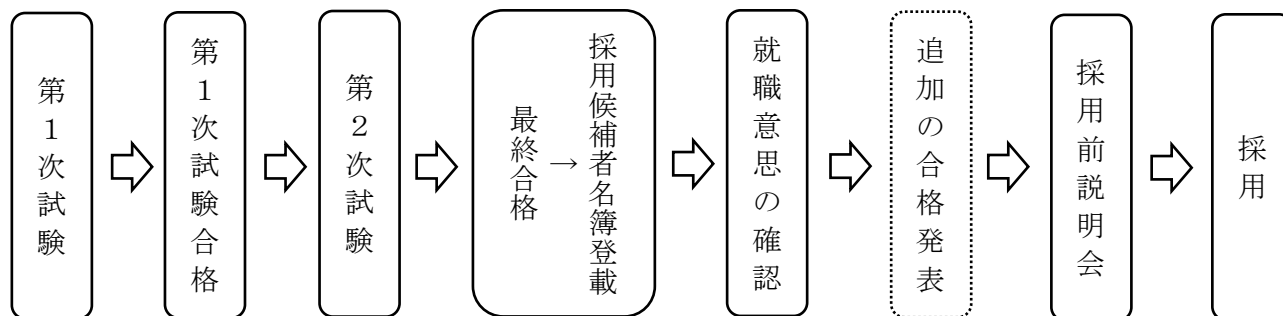 第１次試験
第１次試験合格
第２次試験
最終合格
→採用候補者名簿登載
就職意思の確認
追加の合格発表
採用前説明会
採用